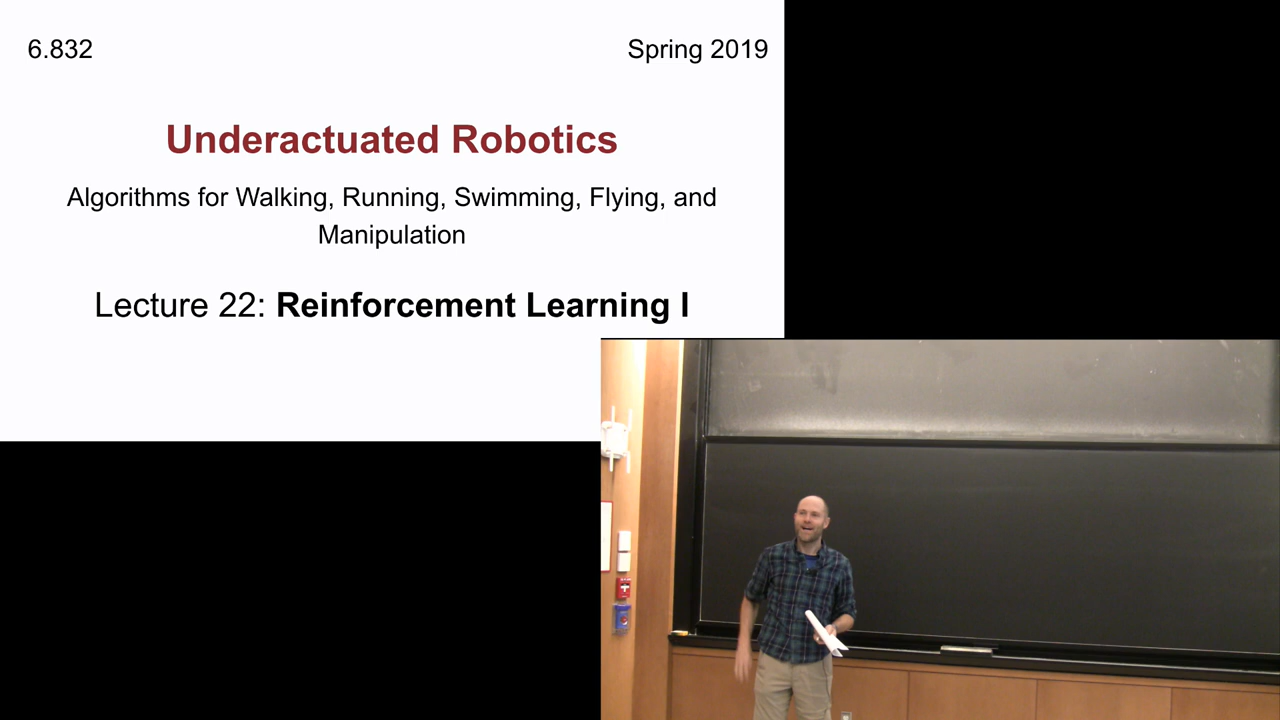 6.832
Spring 2019
Underactuated Robotics
Algorithms for Walking, Running, Swimming, Flying, and
Manipulation
Lecture 22: Reinforcement Learning I